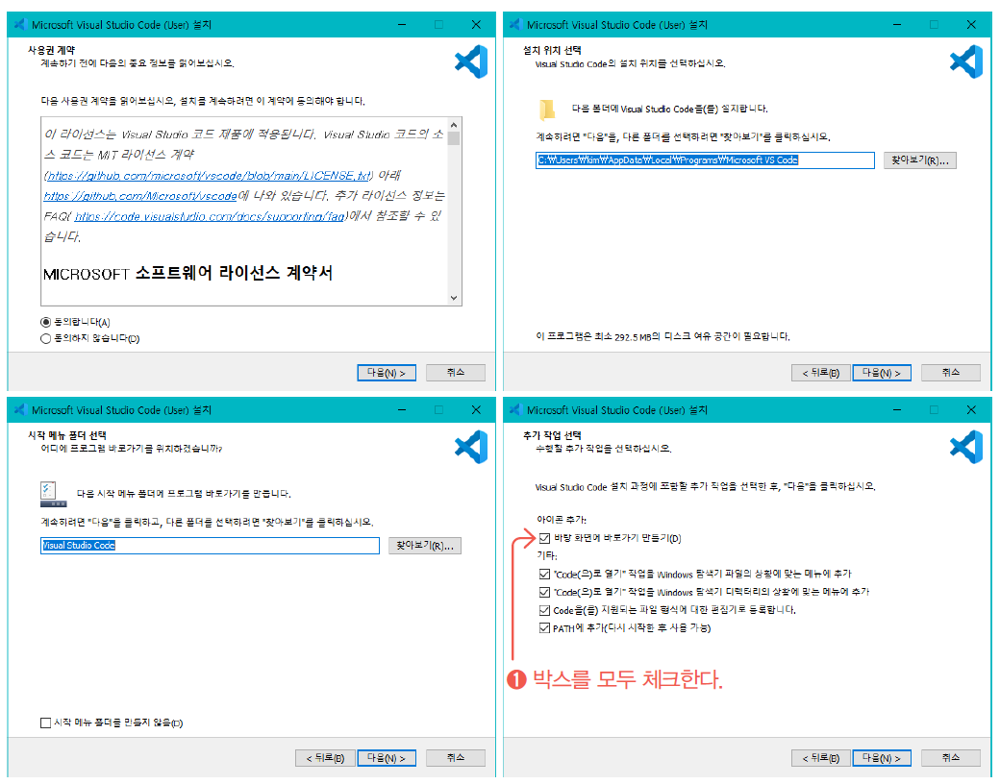 Microsoft Visual Studio Code (User) 설치
사용권 계약
계속하기 전에 다음의 중요 정보를 읽어보십시오.
다음 사용권 계약을 읽어보십시오, 설치를 계속하려면 이 계약에 동의해야 합니다.
이 라이선스는 Visual Studio 코드 제품에 적용됩니다. Visual Studio 코드의 소
스 코드는 MIT 라이선스 계약
(https://github.com/microsoft/vscode/blob/main/LICENSE.txt) 아래
https://github.com/Microsoft/vscode에 나와 있습니다. 추가 라이선스 정보는
FAQ( https://code.visualstudio.com/docs/supporting/faq)에서 참조할 수 있
습니다.
MICROSOFT 소프트웨어 라이선스 계약서
동의합니다(A)
동의하지 않습니다(D)
다음(N) >
취소
Microsoft Visual Studio Code (User) 설치
설치 위치 선택
Visual Studio Code의 설치 위치를 선택하십시오.
다음 폴더에 Visual Studio Code을(를) 설치합니다.
계속하려면 "다음"을, 다른 폴더를 선택하려면 "찾아보기"를 클릭하십시오.
C:₩Users₩kim₩AppData₩Local₩Programs₩Microsoft VS Code
찾아보기(R)...
이 프로그램은 최소 292.5 MB의 디스크 여유 공간이 필요합니다.
< 뒤로(B)
다음(N) >
취소
Microsoft Visual Studio Code (User) 설치
시작 메뉴 폴더 선택
어디에 프로그램 바로가기를 위치하겠습니까?
다음 시작 메뉴 폴더에 프로그램 바로가기를 만듭니다.
계속하려면 "다음"을 클릭하고, 다른 폴더를 선택하려면 "찾아보기"를 클릭하십시오.
Visual Studio Code
찾아보기(R)...
시작 메뉴 폴더를 만들지 않음(D)
< 뒤로(B)
다음(N) >
취소
Microsoft Visual Studio Code (User) 설치
추가 작업 선택
수행할 추가 작업을 선택하십시오.
Visual Studio Code 설치 과정에 포함할 추가 작업을 선택한 후, "다음"을 클릭하십시오.
아이콘 추가:
바탕 화면에 바로가기 만들기(D)
기타:
"Code(으)로 열기" 작업을 Windows 탐색기 파일의 상황에 맞는 메뉴에 추가
"Code(으)로 열기" 작업을 Windows 탐색기 디렉터리의 상황에 맞는 메뉴에 추가
Code을(를) 지원되는 파일 형식에 대한 편집기로 등록합니다.
PATH에 추가(다시 시작한 후 사용 가능)
❶ 박스를 모두 체크한다.
< 뒤로(B)
다음(N) >
취소